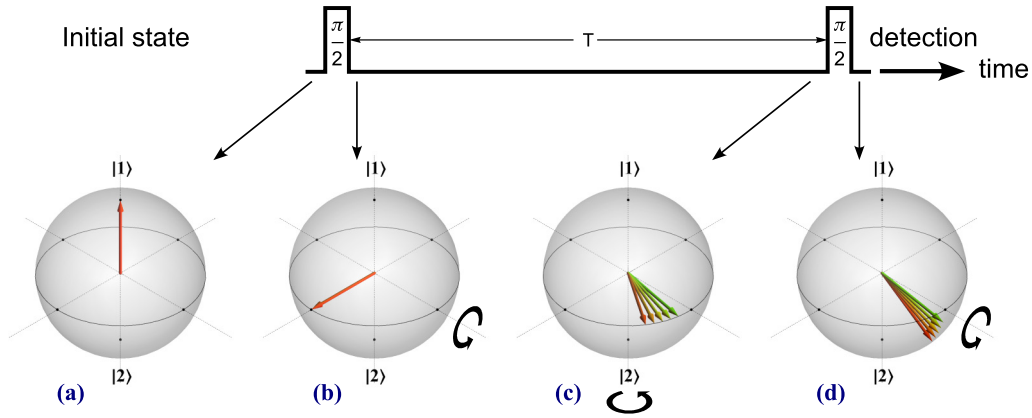 Initial state
π
2
T
π
2
detection
time
|1⟩
|1⟩
|1⟩
|1⟩
|2⟩
|2⟩
|2⟩
|2⟩
(a)
(b)
(c)
(d)